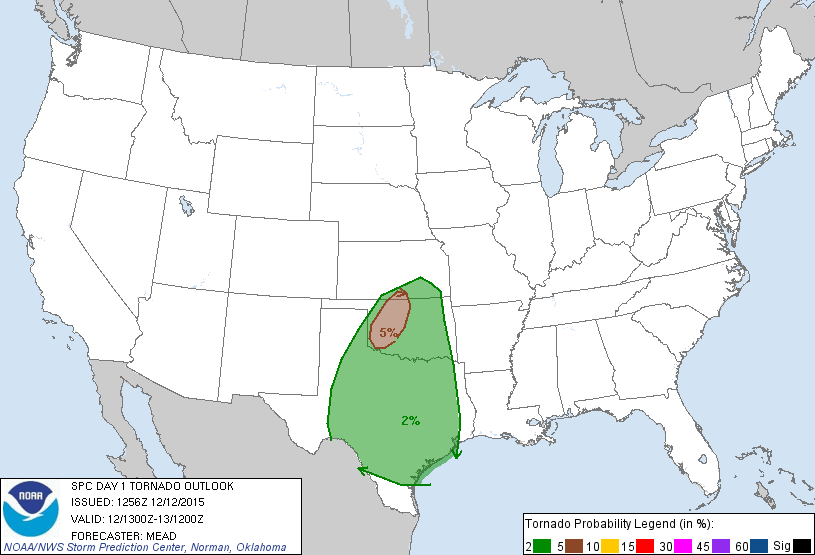 5%
2%
NOAA
SPC DAY 1 TORNADO OUTLOOK
ISSUED: 1256Z 12/12/2015
VALID: 12/1300Z-13/1200Z
FORECASTER: MEAD
NOAA/NWS Storm Prediction Center, Norman, Oklahoma
Tornado Probability Legend (in %):
2 5 10 15 30 45 60 Sig